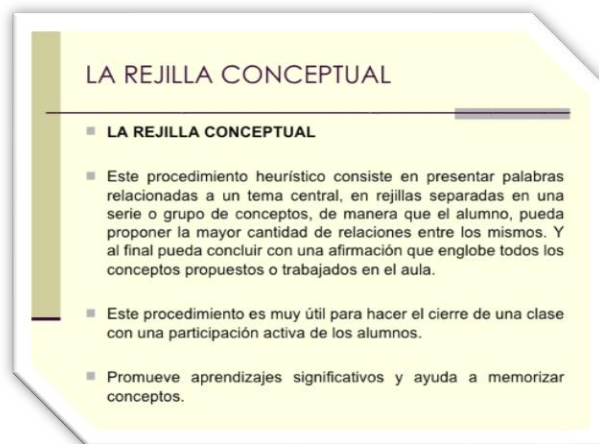 LA REJILLA CONCEPTUAL
LA REJILLA CONCEPTUAL
Este procedimiento heurístico consiste en presentar palabras
relacionadas a un tema central, en rejillas separadas en una
serie o grupo de conceptos, de manera que el alumno, pueda
proponer la mayor cantidad de relaciones entre los mismos. Y
al final pueda concluir con una afirmación que englobe todos los
conceptos propuestos o trabajados en el aula.
Este procedimiento es muy útil para hacer el cierre de una clase
con una participación activa de los alumnos.
Promueve aprendizajes significativos y ayuda a memorizar
conceptos.